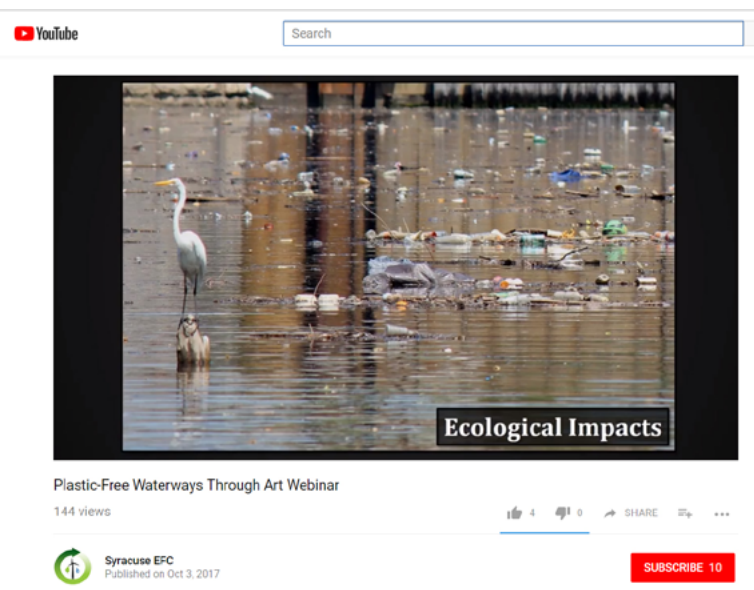 YouTube
Search
Ecological Impacts
Plastic-Free Waterways Through Art Webinar
144 views
4
0
SHARE
Syracuse EFC
Published on Oct 3, 2017
SUBSCRIBE 10